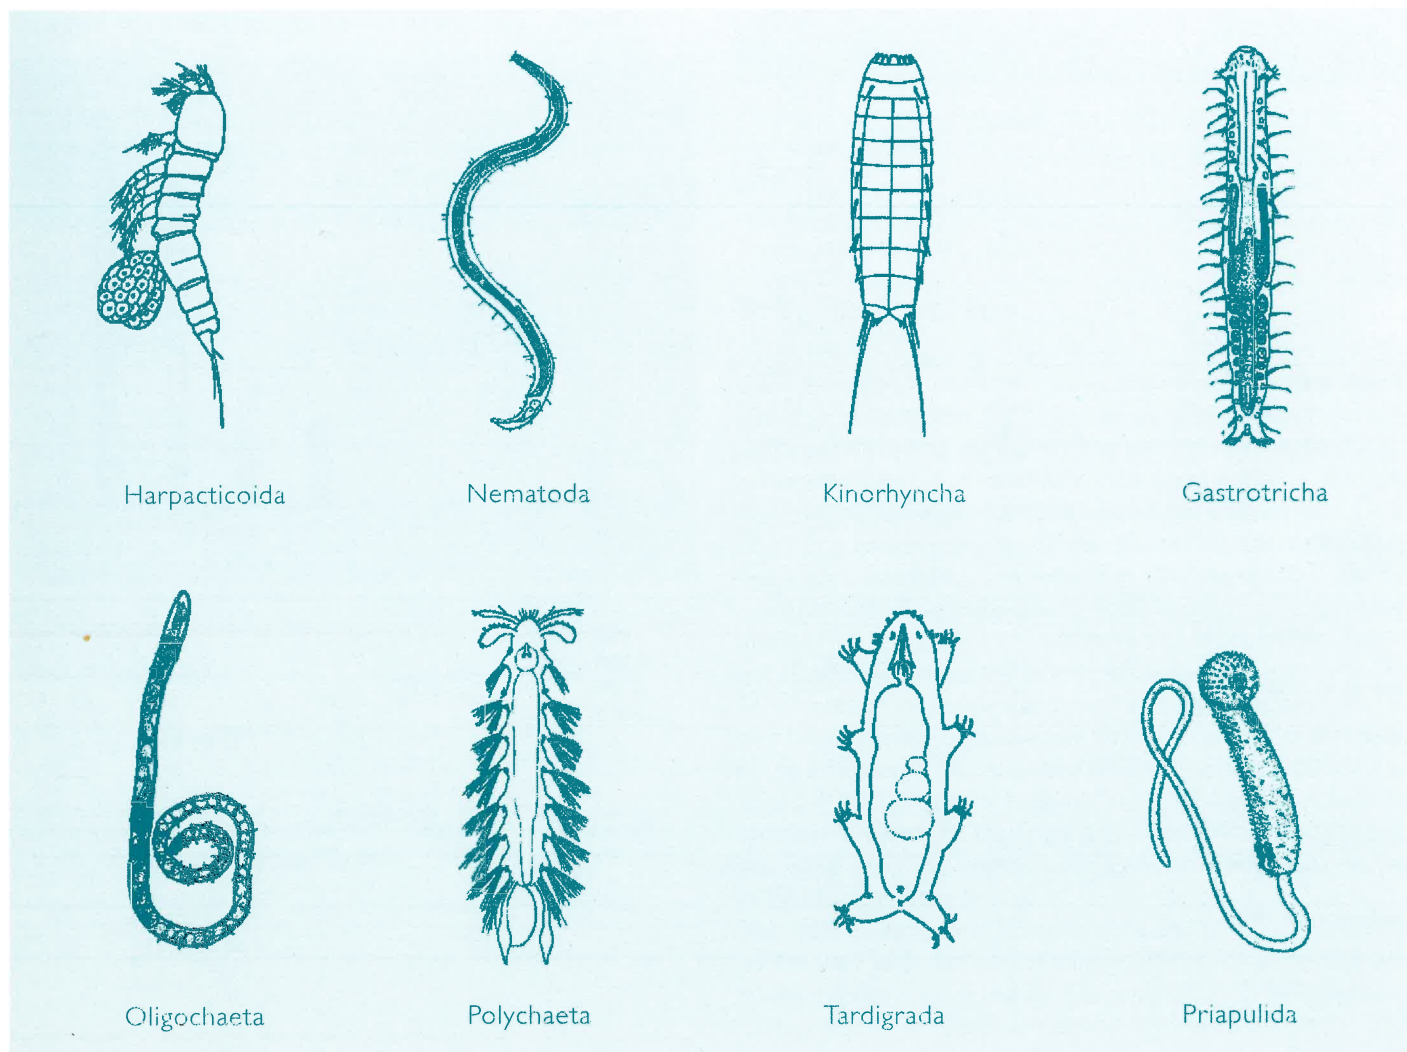 Harpacticoida
Nematoda
Kinorhyncha
Gastrotricha
Oligochaeta
Polychaeta
Tardigrada
Priapulida